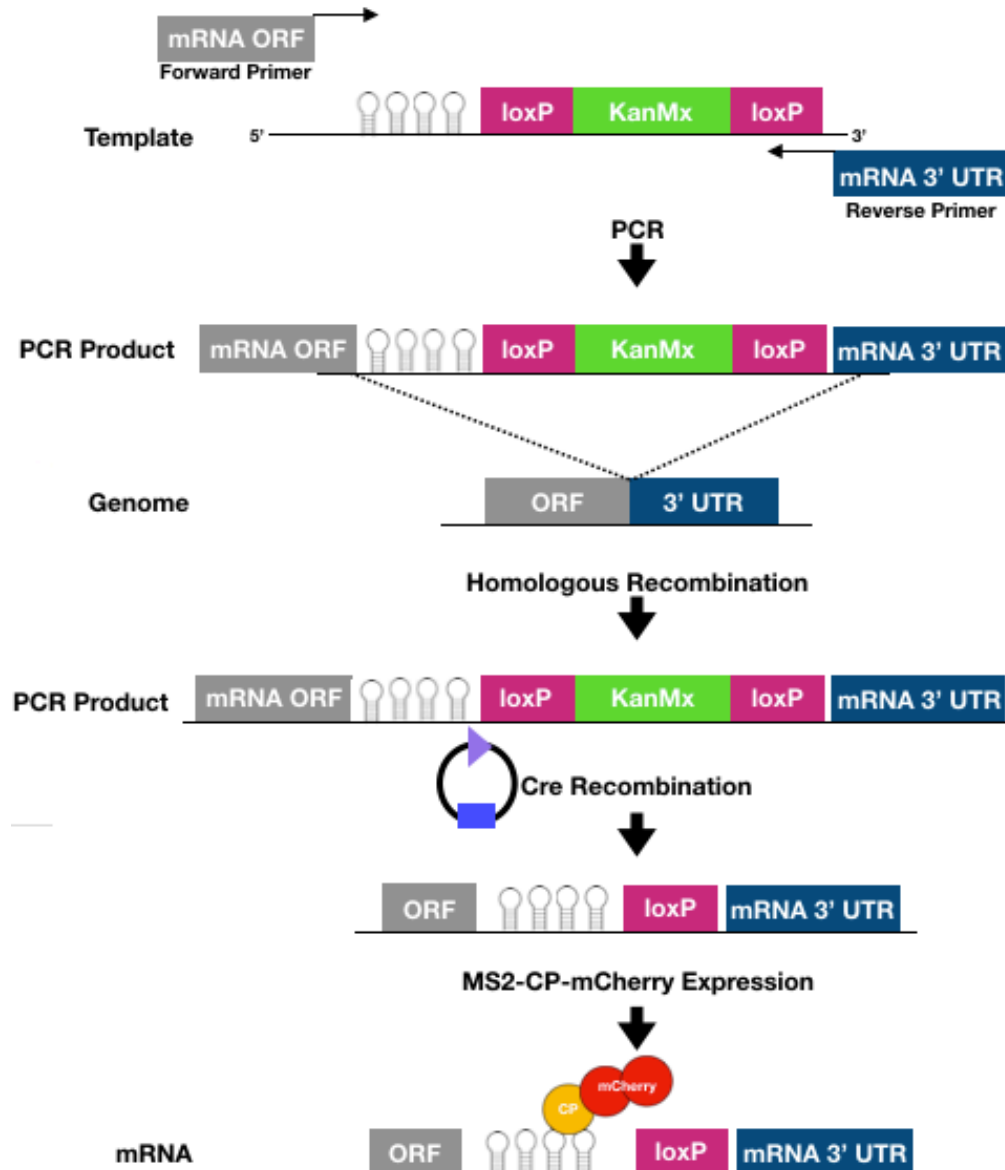 mRNA ORF
Forward Primer
loxP KanMx loxP
Template 5’ 3’
mRNA 3’ UTR
Reverse Primer
PCR
PCR Product mRNA ORF loxP KanMx loxP mRNA 3’ UTR
Genome ORF 3’ UTR
Homologous Recombination
PCR Product mRNA ORF loxP KanMx loxP mRNA 3’ UTR
Cre Recombination
ORF loxP mRNA 3’ UTR
MS2-CP-mCherry Expression
mCherry
CP
mRNA ORF loxP mRNA 3’ UTR